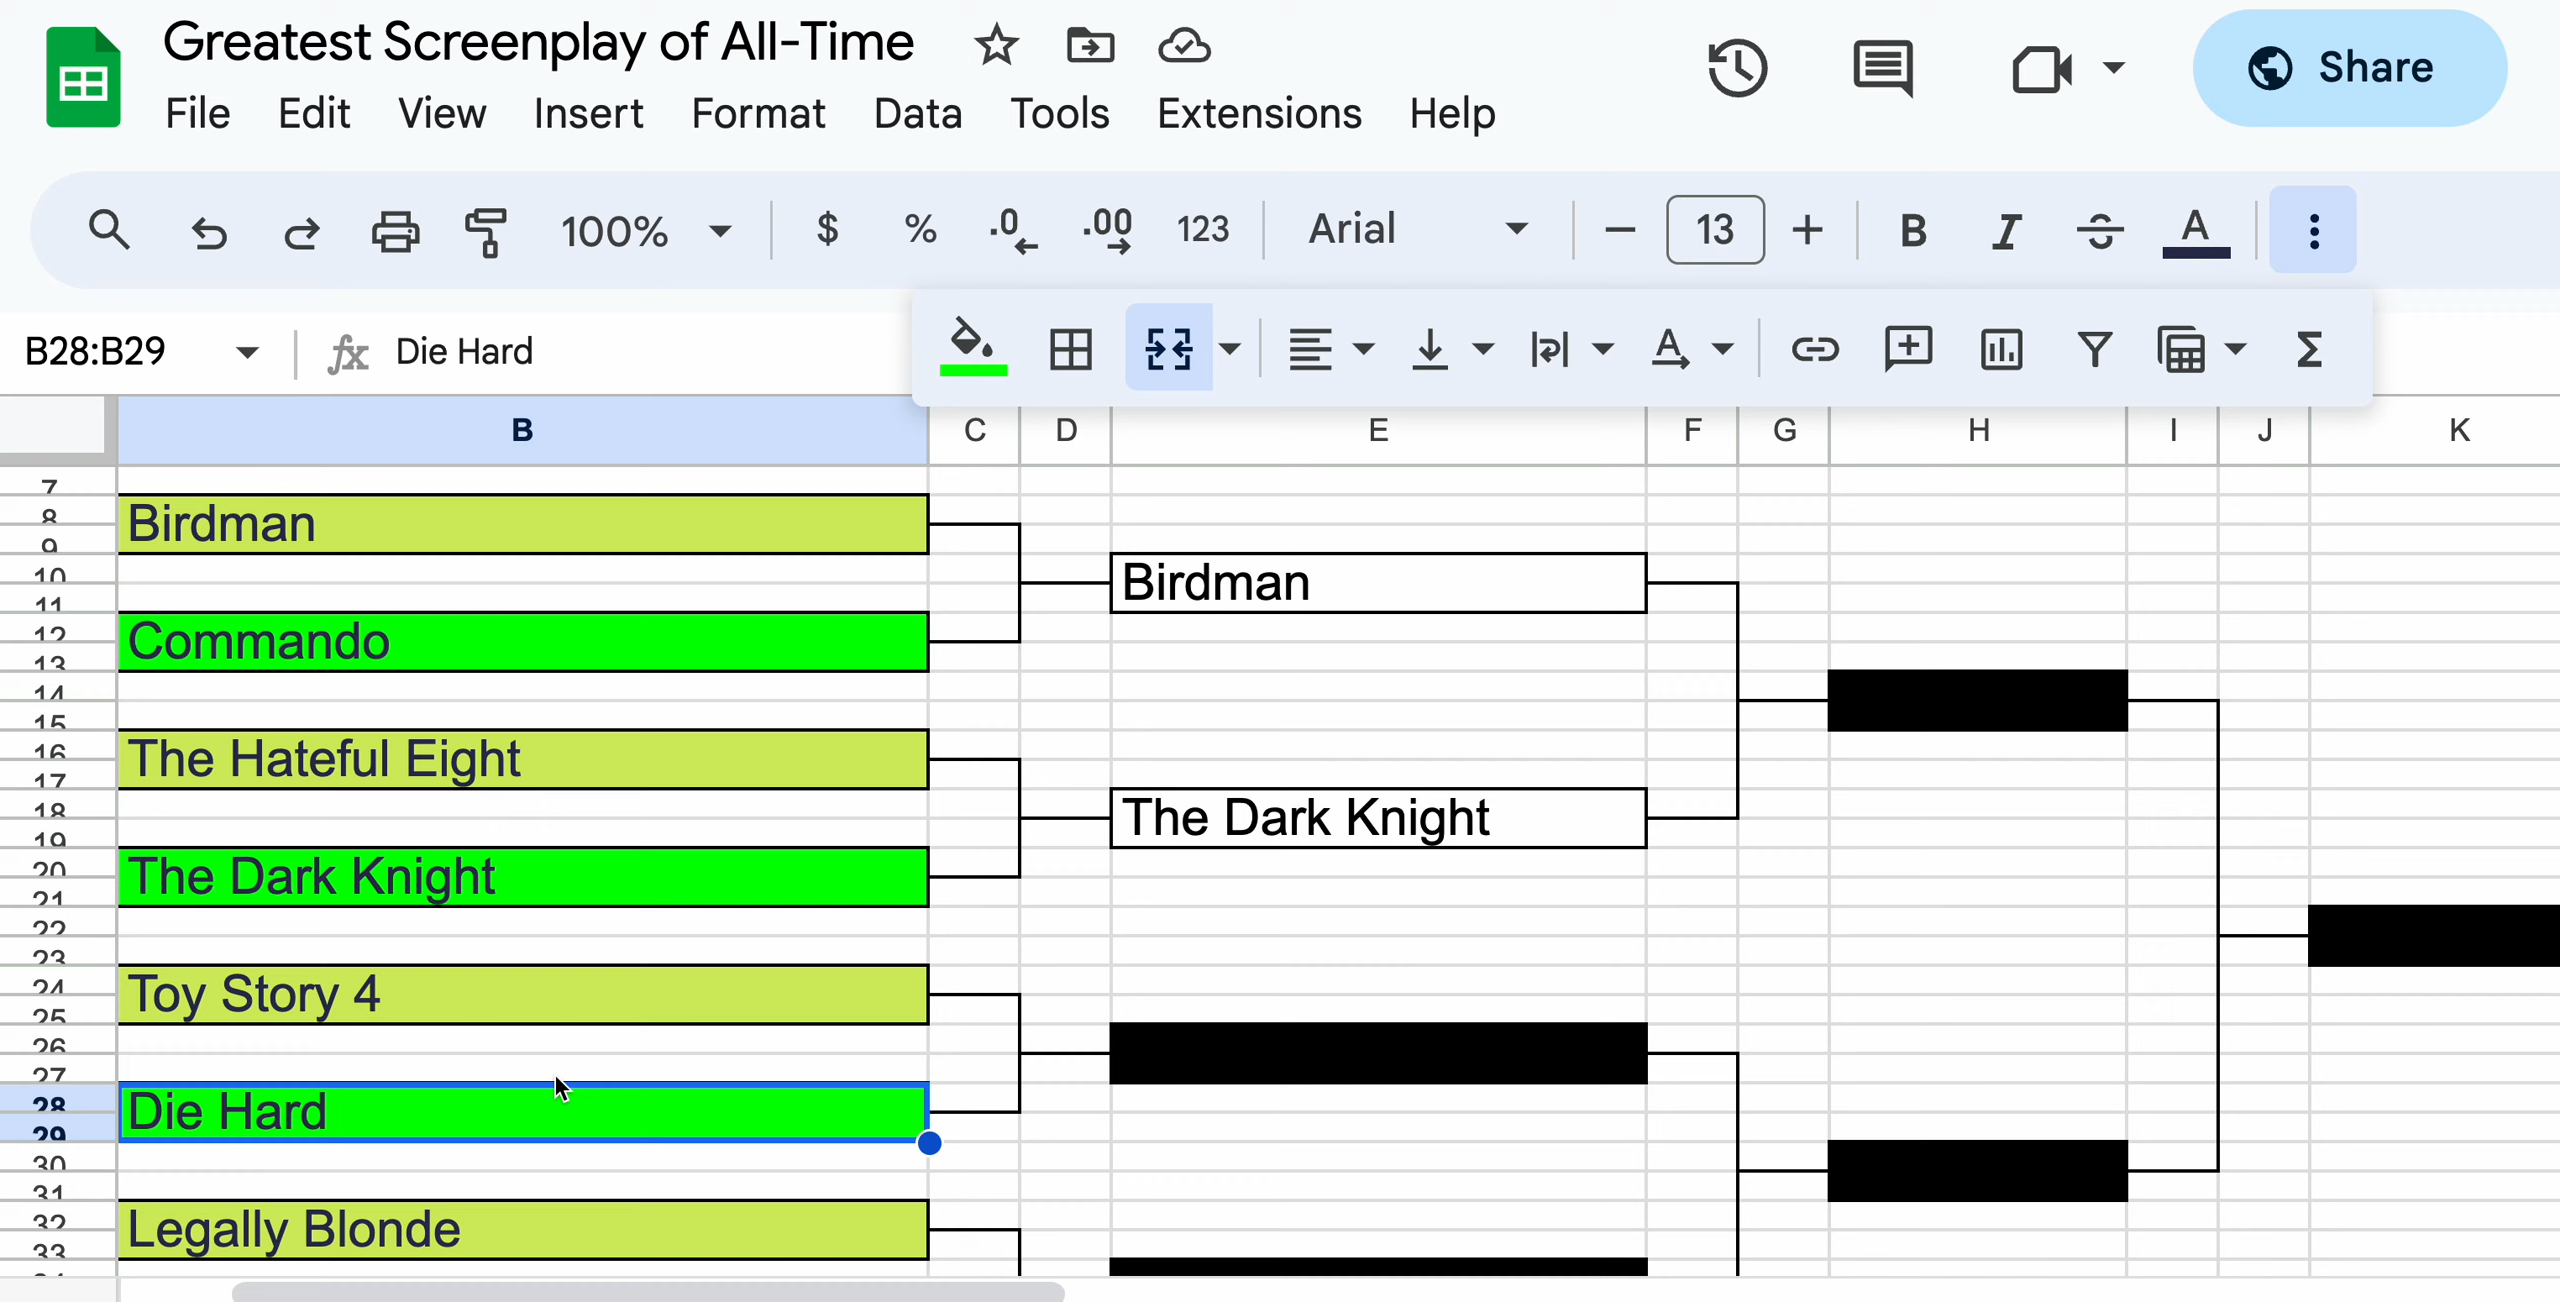 Greatest Screenplay of All-Time
File Edit View Insert Format Data Tools Extensions Help
Share
100% $ % .0 .00 123 Arial 13 B I S A
B28:B29 fx Die Hard
B C D E F G H I J K
7
8
9
Birdman
10
11
Birdman
12
13
Commando
14
15
16
17
The Hateful Eight
18
19
The Dark Knight
20
21
The Dark Knight
22
23
24
25
Toy Story 4
26
27
28
29
Die Hard
30
31
32
33
Legally Blonde